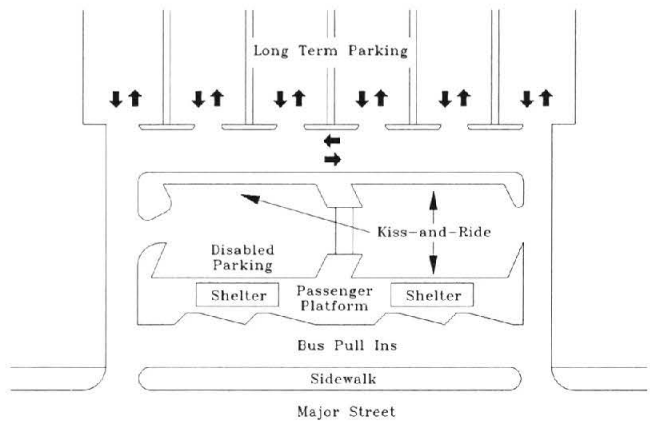 Long Term Parking
Kiss-and-Ride
Disabled
Parking
Shelter
Passenger
Platform
Shelter
Bus Pull Ins
Sidewalk
Major Street